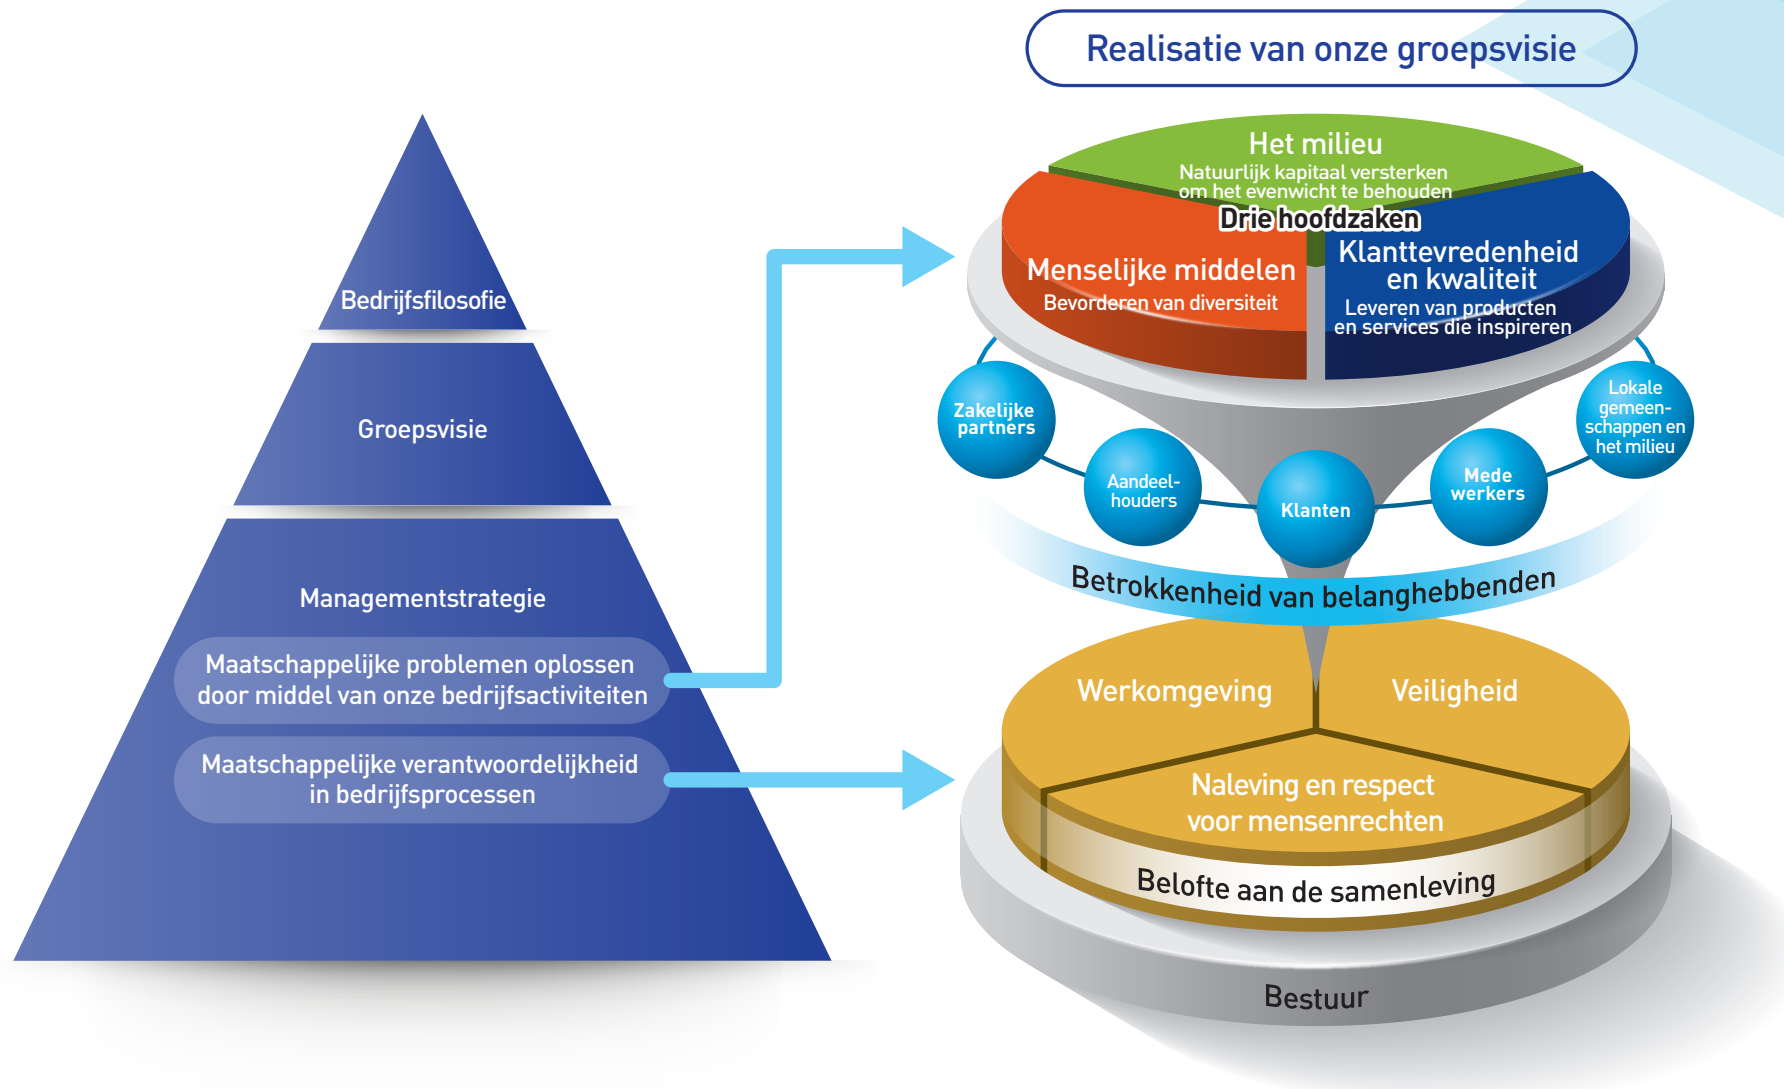 Realisatie van onze groepsvisie
Bedrijfsfilosofie
Groepsvisie
Managementstrategie
Maatschappelijke problemen oplossen
door middel van onze bedrijfsactiviteiten
Maatschappelijke verantwoordelijkheid
in bedrijfsprocessen
Het milieu
Natuurlijk kapitaal versterken
om het evenwicht te behouden
Drie hoofdzaken
Menselijke middelen
Bevorderen van diversiteit
Klanttevredenheid
en kwaliteit
Leveren van producten
en services die inspireren
Zakelijke
partners
Aandeel-
houders
Klanten
Mede
werkers
Lokale
gemeen-
schappen en
het milieu
Betrokkenheid van belanghebbenden
Werkomgeving
Veiligheid
Naleving en respect
voor mensenrechten
Belofte aan de samenleving
Bestuur